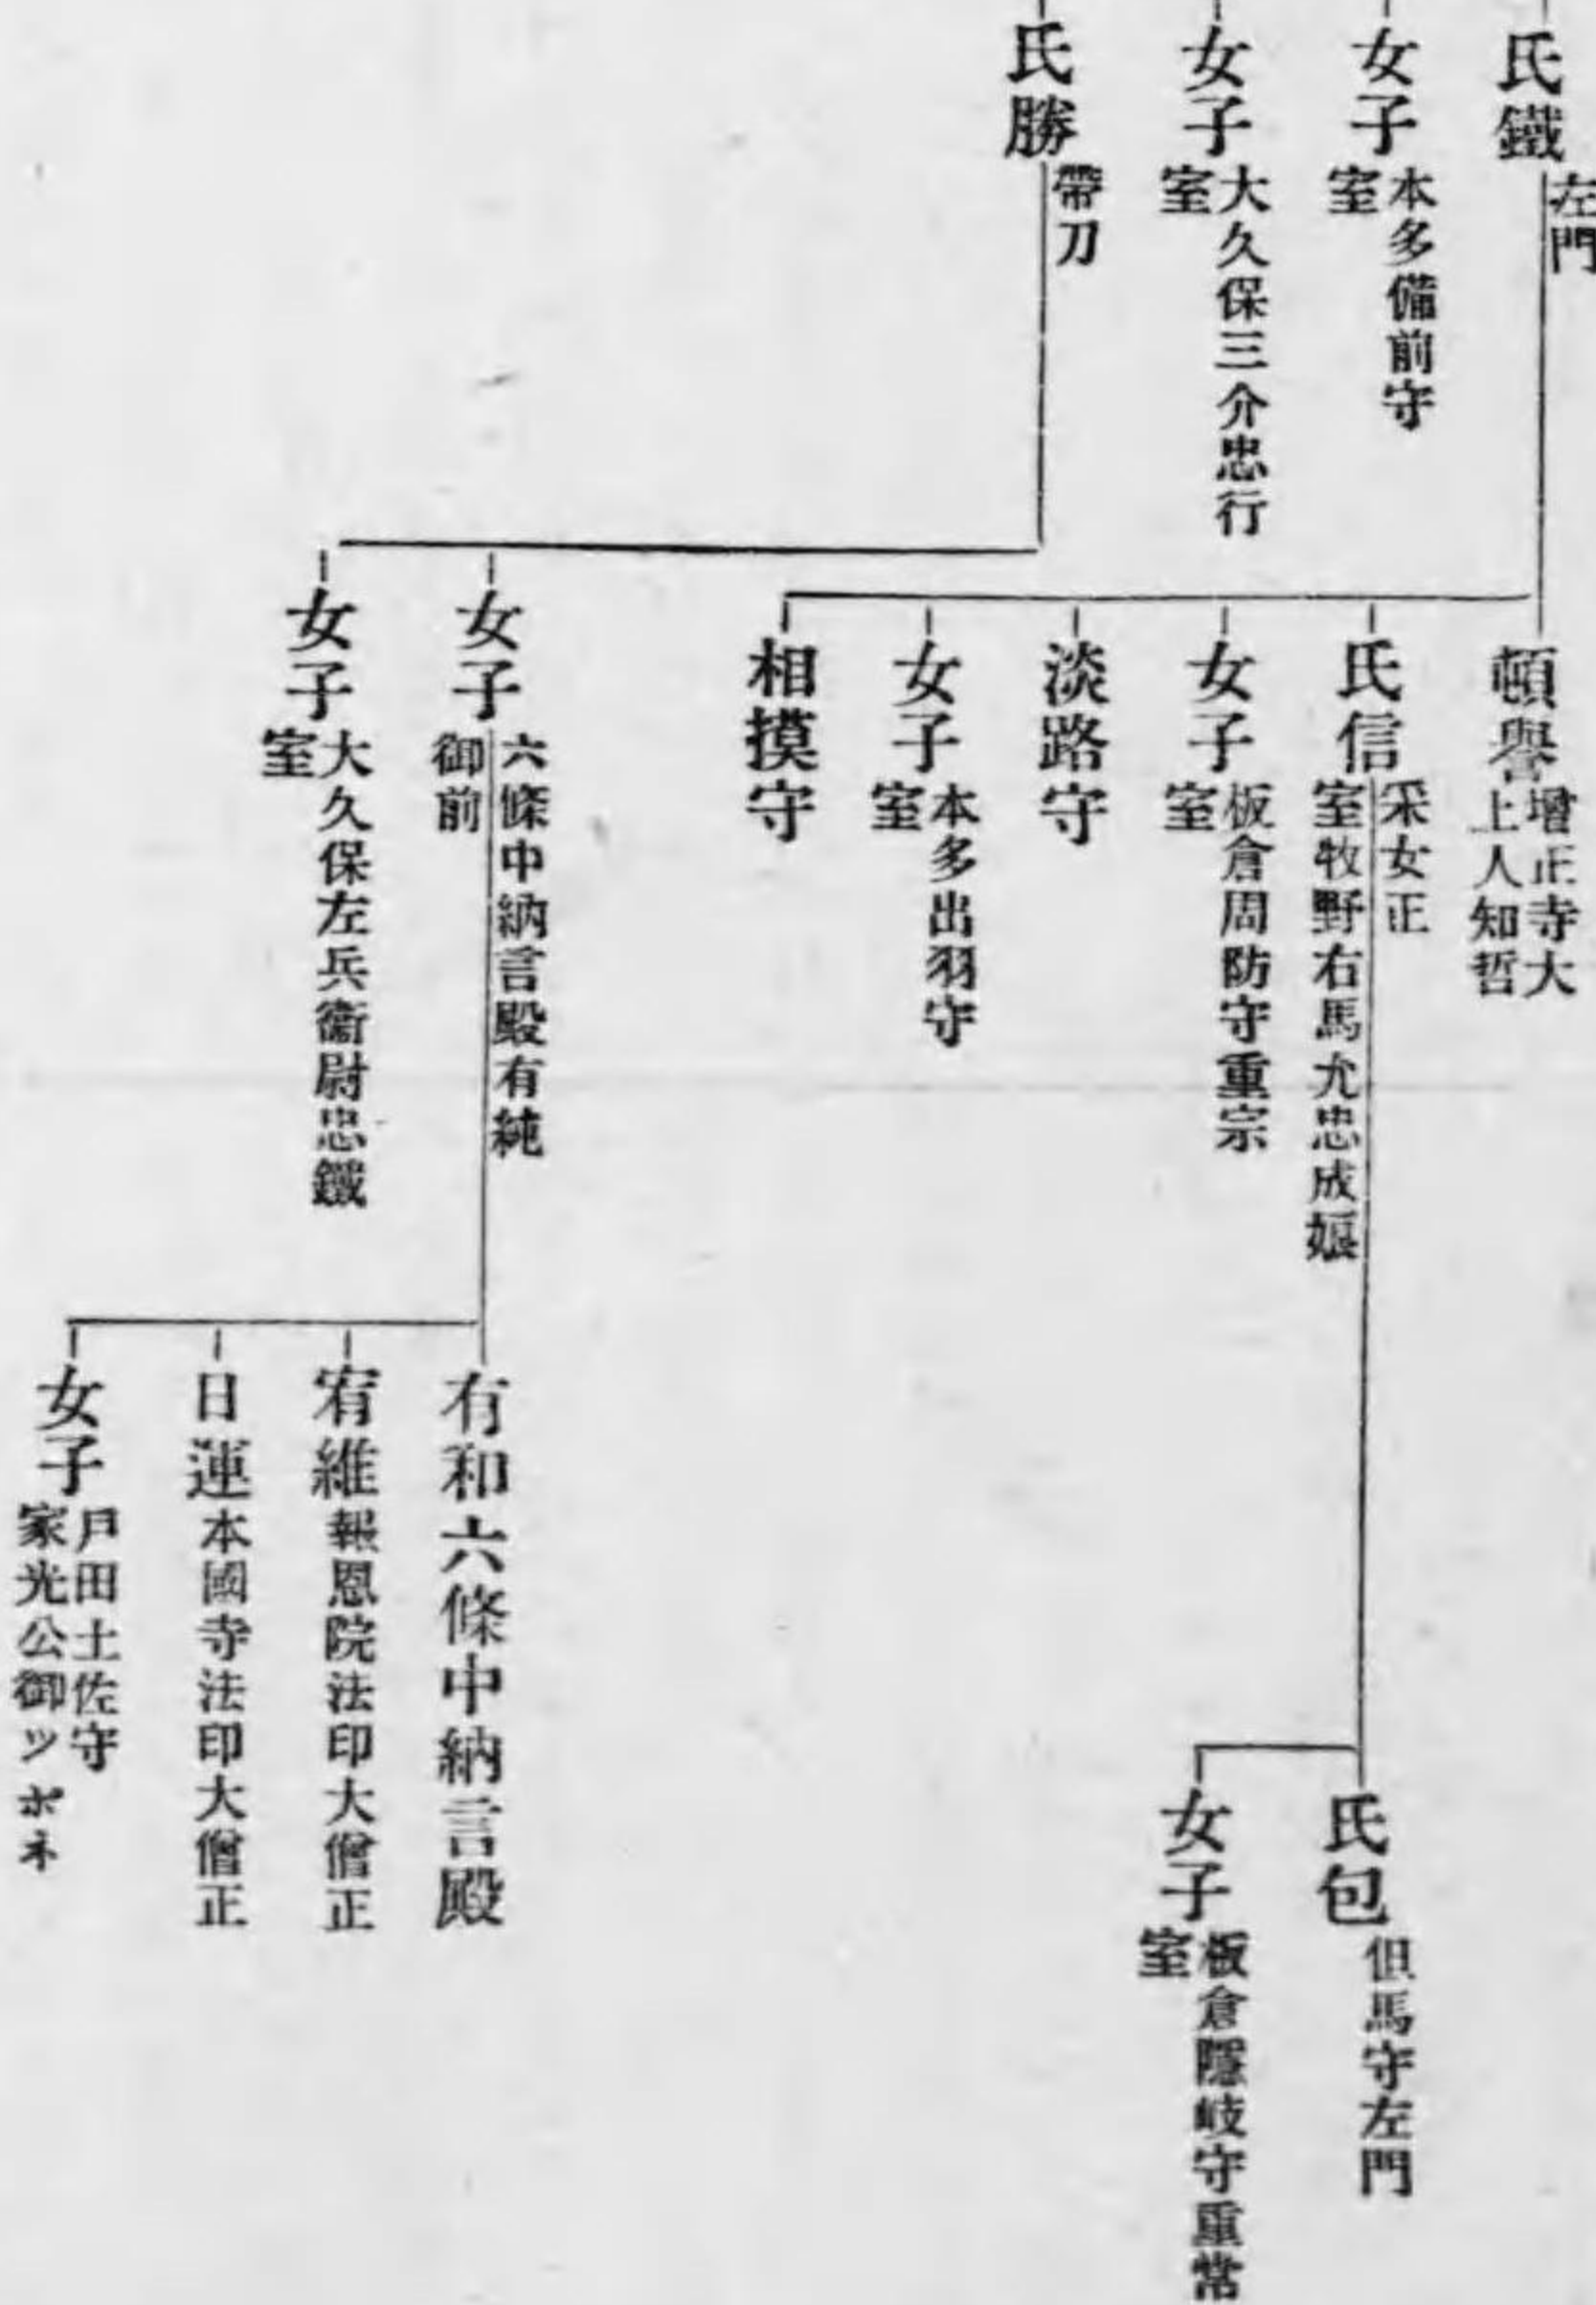 氏鐵
左門
女子
本多備前守
室
女子
大久保三介忠行
室
氏勝
帶刀
頓譽
增正寺大
上人知哲
氏信
采女正
室牧野右馬允忠成
女子
板倉周防守重宗
室
淡路守
女子
本多出羽守
室
相摸守
女子
六條中納言殿有純
御前
女子
大久保左兵衞尉忠鐵
室
氏包
但馬守左門
女子
板倉隱岐守重常
室
有和六條中納言殿
宥維
報恩院法印大僧正
日運
本國寺法印大僧正
女子
戸田土佐守
家光公御ツボネ